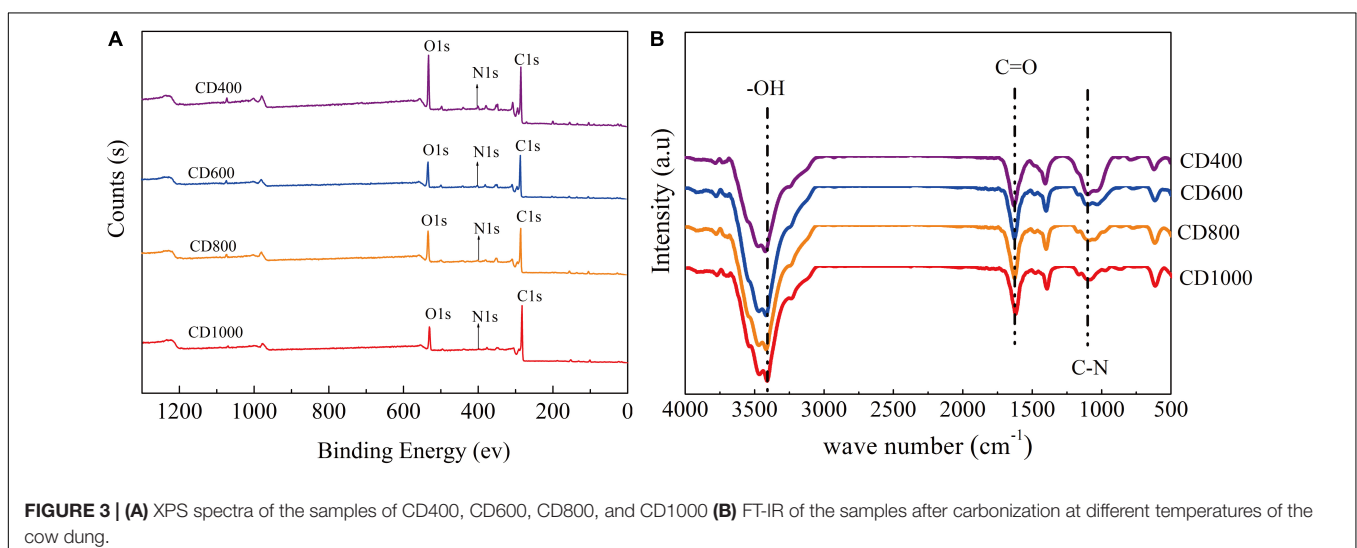 A
O1s
C1s
N1s
CD400
O1s
N1s
C1s
CD600
O1s
N1s
C1s
CD800
O1s
N1s
C1s
CD1000
Counts (s)
1200 1000 800 600 400 200 0
Binding Energy (ev)
B
-OH
C=O
C-N
CD400
CD600
CD800
CD1000
Intensity (a.u)
4000 3500 3000 2500 2000 1500 1000 500
wave number (cm⁻¹)
FIGURE 3 | (A) XPS spectra of the samples of CD400, CD600, CD800, and CD1000 (B) FT-IR of the samples after carbonization at different temperatures of the
cow dung.